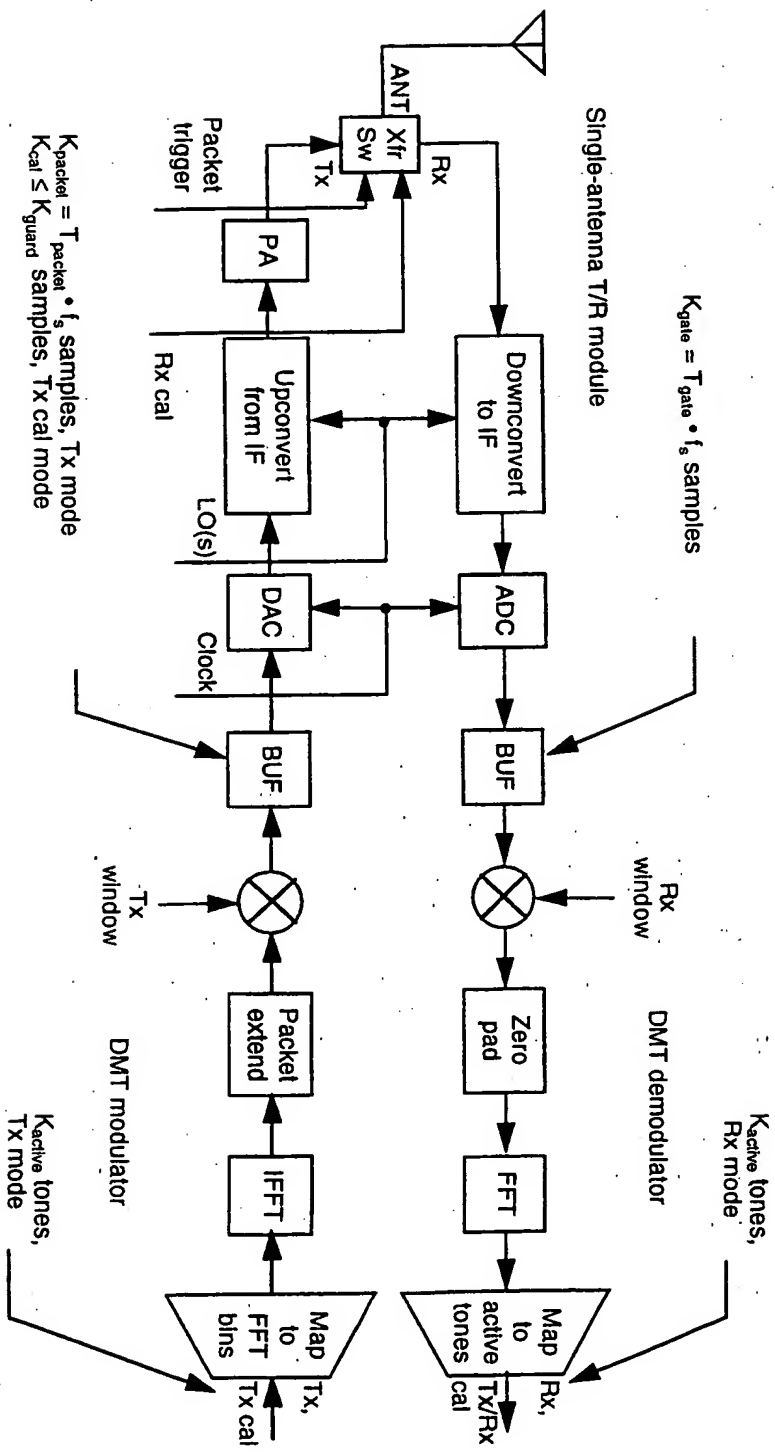 Single-antenna T/R module
K_gate = T_gate • f_s samples
DMT demodulator
K_active tones,
Rx mode
ANT
Xfr
Sw
Rx
Tx
Downconvert
to IF
ADC
BUF
Rx
window
Zero
pad
FFT
Map
to
active
tones
Rx,
Tx/Rx
cal
Packet
trigger
PA
Rx cal
Upconvert
from IF
LO(s)
DAC
Clock
BUF
Tx
window
Packet
extend
IFFT
Map
to
FFT
bins
Tx,
Tx cal
K_packet = T_packet • f_s samples, Tx mode
K_cal ≤ K_guard samples, Tx cal mode
DMT modulator
K_active tones,
Tx mode